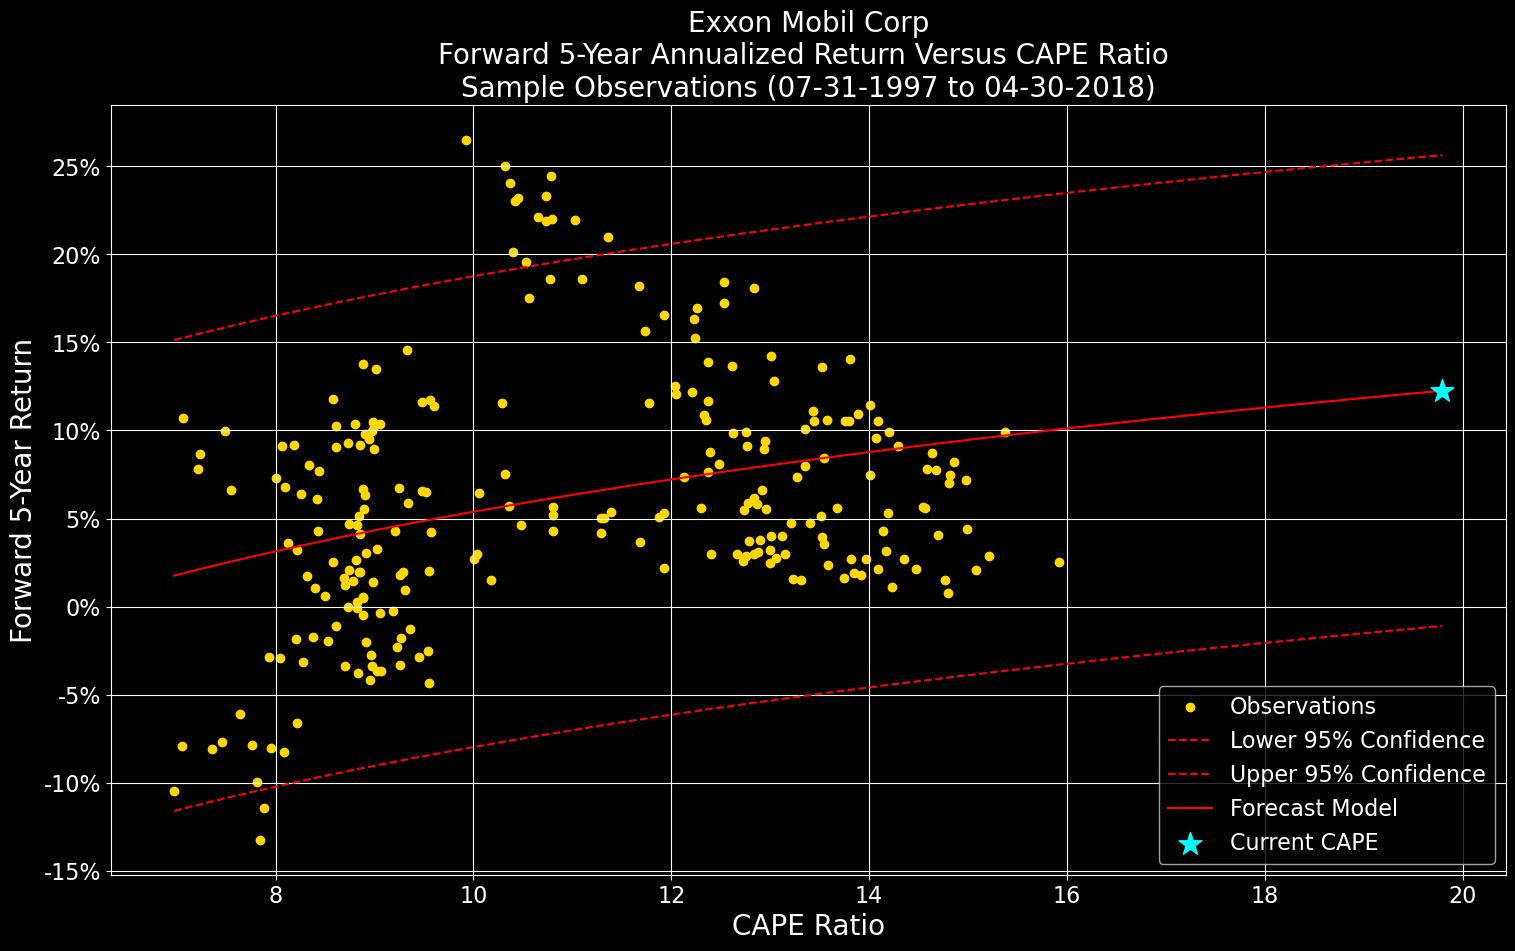 Exxon Mobil Corp
Forward 5-Year Annualized Return Versus CAPE Ratio
Sample Observations (07-31-1997 to 04-30-2018)
Forward 5-Year Return
25%
20%
15%
10%
5%
0%
-5%
-10%
-15%
Observations
Lower 95% Confidence
Upper 95% Confidence
Forecast Model
Current CAPE
8 10 12 14 16 18 20
CAPE Ratio